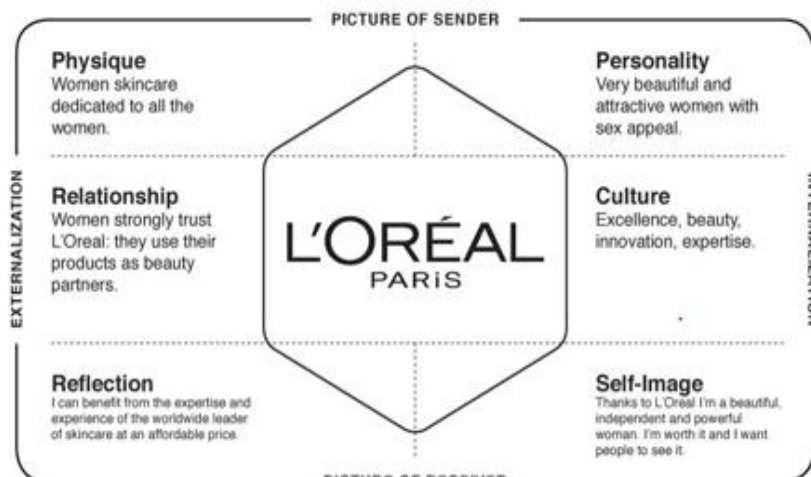 PICTURE OF SENDER
Physique
Women skincare
dedicated to all the
women.
Personality
Very beautiful and
attractive women with
sex appeal.
EXTERNALIZATION
Relationship
Women strongly trust
L'Oreal: they use their
products as beauty
partners.
L'ORÉAL
PARiS
Culture
Excellence, beauty,
innovation, expertise.
Reflection
I can benefit from the expertise and
experience of the worldwide leader
of skincare at an affordable price.
Self-Image
Thanks to L'Oreal I'm a beautiful,
independent and powerful
woman. I'm worth it and I want
people to see it.
PICTURE OF